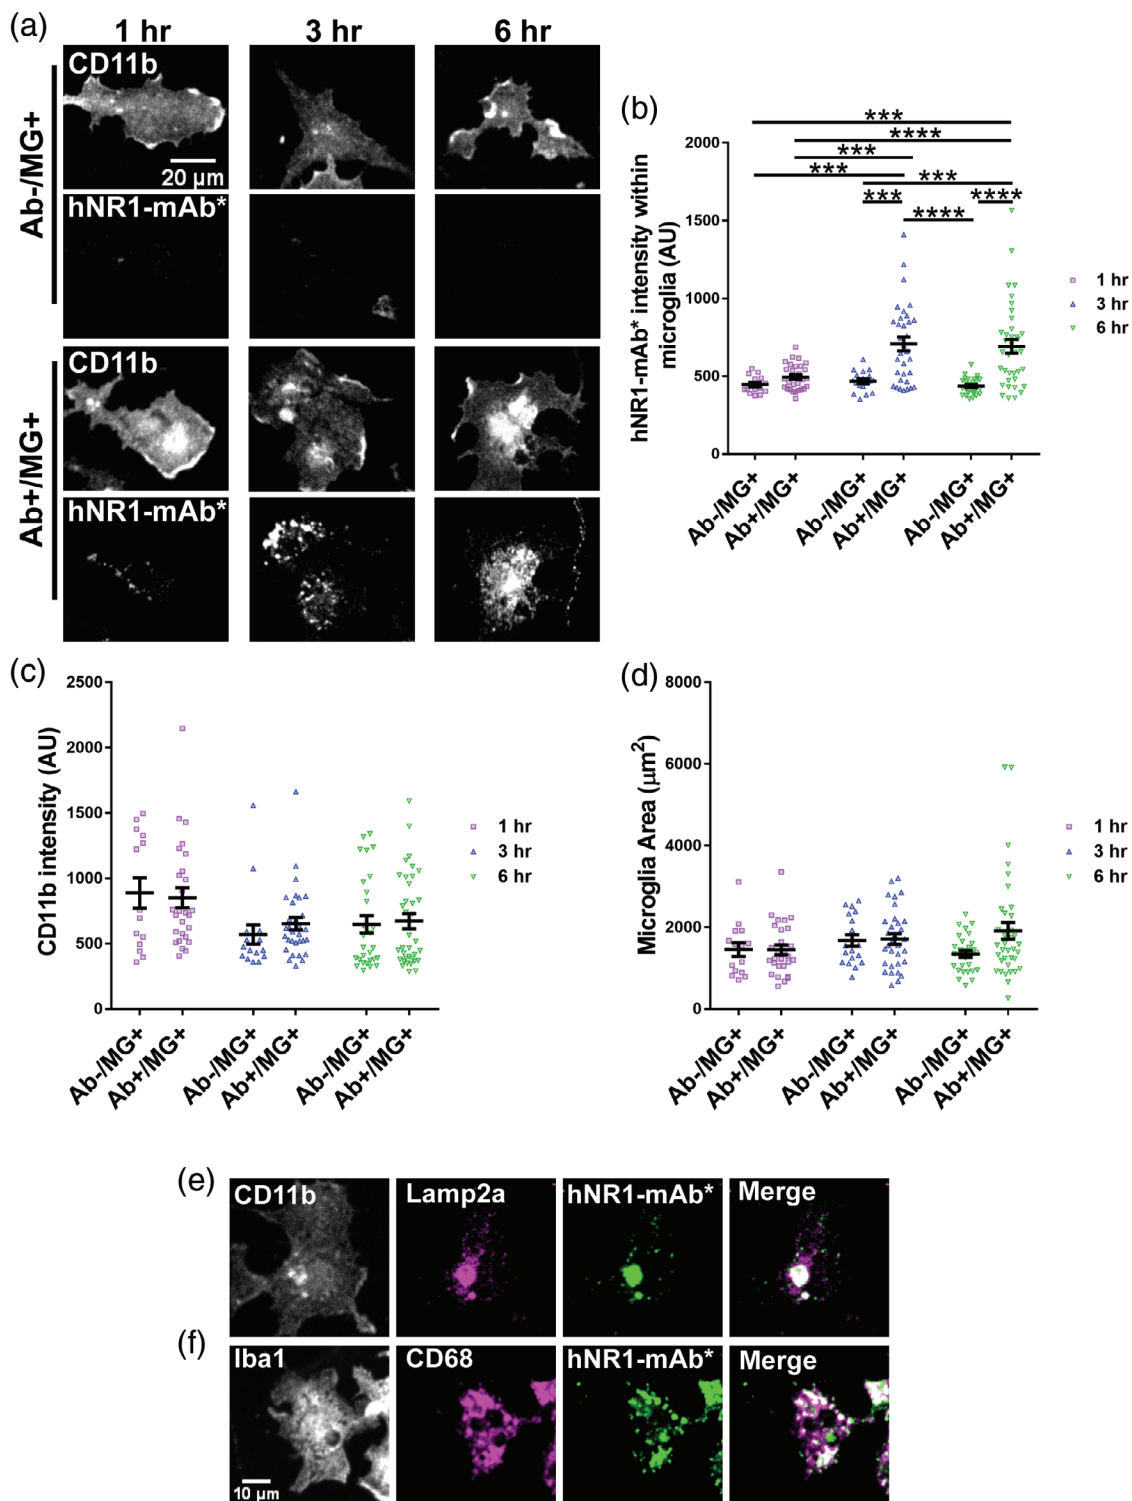 (a)
1 hr
3 hr
6 hr
Ab-/MG+
CD11b
20 µm
hNR1-mAb*
Ab+/MG+
CD11b
hNR1-mAb*
(b)
hNR1-mAb* intensity within
microglia (AU)
2000
1500
1000
500
0
***
****
***
***
***
***
****
****
Ab-/MG+
Ab+/MG+
Ab-/MG+
Ab+/MG+
Ab-/MG+
Ab+/MG+
1 hr
3 hr
6 hr
(c)
CD11b intensity (AU)
2500
2000
1500
1000
500
0
Ab-/MG+
Ab+/MG+
Ab-/MG+
Ab+/MG+
Ab-/MG+
Ab+/MG+
1 hr
3 hr
6 hr
(d)
Microglia Area (µm²)
8000
6000
4000
2000
0
Ab-/MG+
Ab+/MG+
Ab-/MG+
Ab+/MG+
Ab-/MG+
Ab+/MG+
1 hr
3 hr
6 hr
(e)
CD11b
Lamp2a
hNR1-mAb*
Merge
(f)
Iba1
CD68
hNR1-mAb*
Merge
10 µm